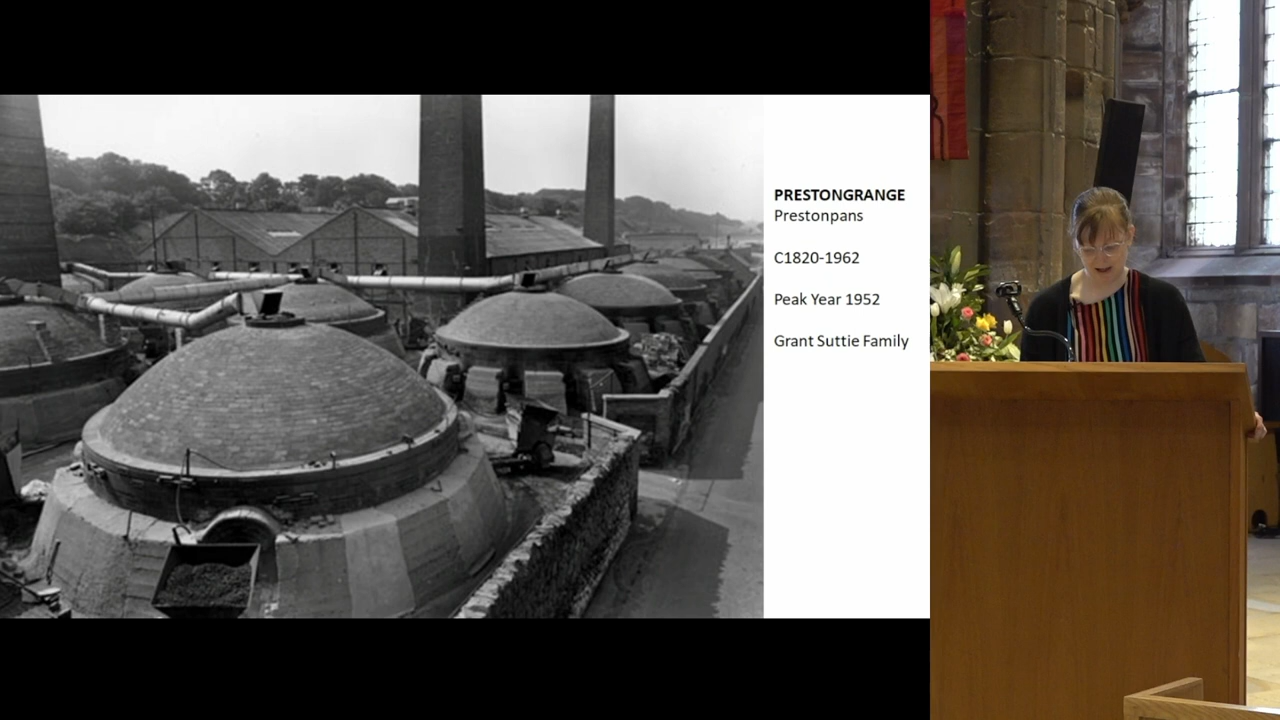 PRESTONGRANGE
Prestonpans
C1820-1962
Peak Year 1952
Grant Suttie Family